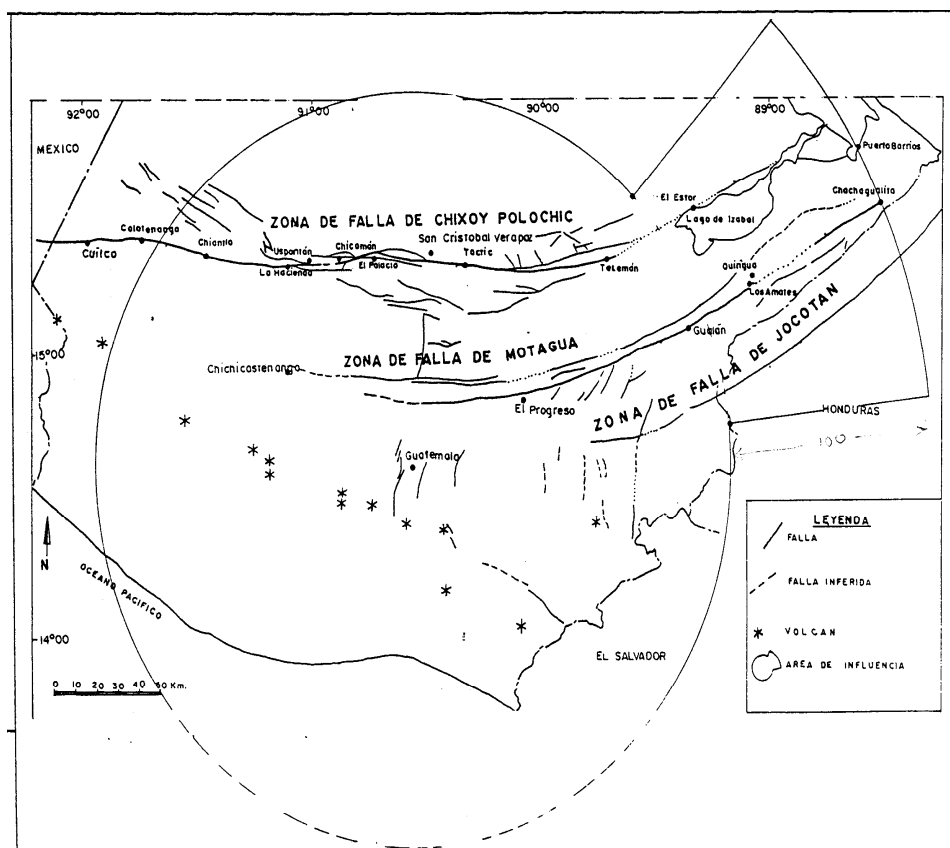 92°00
91°00
90°00
89°00
MEXICO
Puerto Barrios
El Estor
Chachagualita
ZONA DE FALLA DE CHIXOY POLOCHIC
Lago de Izabal
Colotenango
San Cristobal Verapaz
Chiantla
Uspantán
Chicamán
Cuilco
Tactic
La Hacienda
El Palacio
Telemán
Quirigua
Los Amates
Gualán
15°00
ZONA DE FALLA DE MOTAGUA
Chichicastenango
ZONA DE FALLA DE JOCOTAN
El Progreso
HONDURAS
100
Guatemala
LEYENDA
FALLA
N
OCEANO PACIFICO
FALLA INFERIDA
VOLCAN
14°00
EL SALVADOR
AREA DE INFLUENCIA
0 10 20 30 40 50 Km.